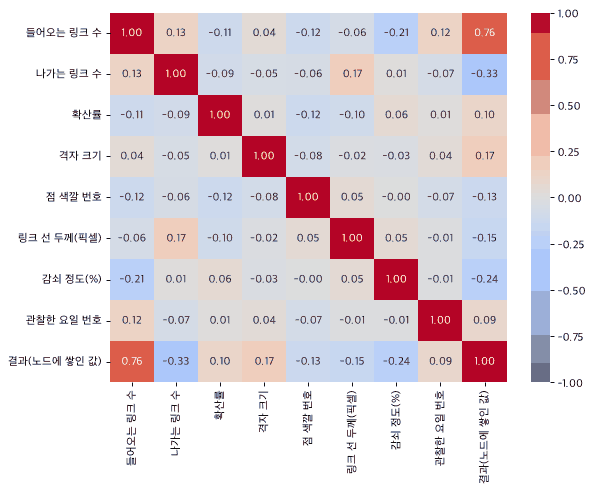 들어오는 링크 수 1.00 0.13 -0.11 0.04 -0.12 -0.06 -0.21 0.12 0.76
나가는 링크 수 0.13 1.00 -0.09 -0.05 -0.06 0.17 0.01 -0.07 -0.33
확산률 -0.11 -0.09 1.00 0.01 -0.12 -0.10 0.06 0.01 0.10
격자 크기 0.04 -0.05 0.01 1.00 -0.08 -0.02 -0.03 0.04 0.17
점 색깔 번호 -0.12 -0.06 -0.12 -0.08 1.00 0.05 -0.00 -0.07 -0.13
링크 선 두께(픽셀) -0.06 0.17 -0.10 -0.02 0.05 1.00 0.05 -0.01 -0.15
감쇠 정도(%) -0.21 0.01 0.06 -0.03 -0.00 0.05 1.00 -0.01 -0.24
관찰한 요일 번호 0.12 -0.07 0.01 0.04 -0.07 -0.01 -0.01 1.00 0.09
결과(노드에 쌓인 값) 0.76 -0.33 0.10 0.17 -0.13 -0.15 -0.24 0.09 1.00
들어오는 링크 수
나가는 링크 수
확산률
격자 크기
점 색깔 번호
링크 선 두께(픽셀)
감쇠 정도(%)
관찰한 요일 번호
결과(노드에 쌓인 값)
1.00
0.75
0.50
0.25
0.00
-0.25
-0.50
-0.75
-1.00